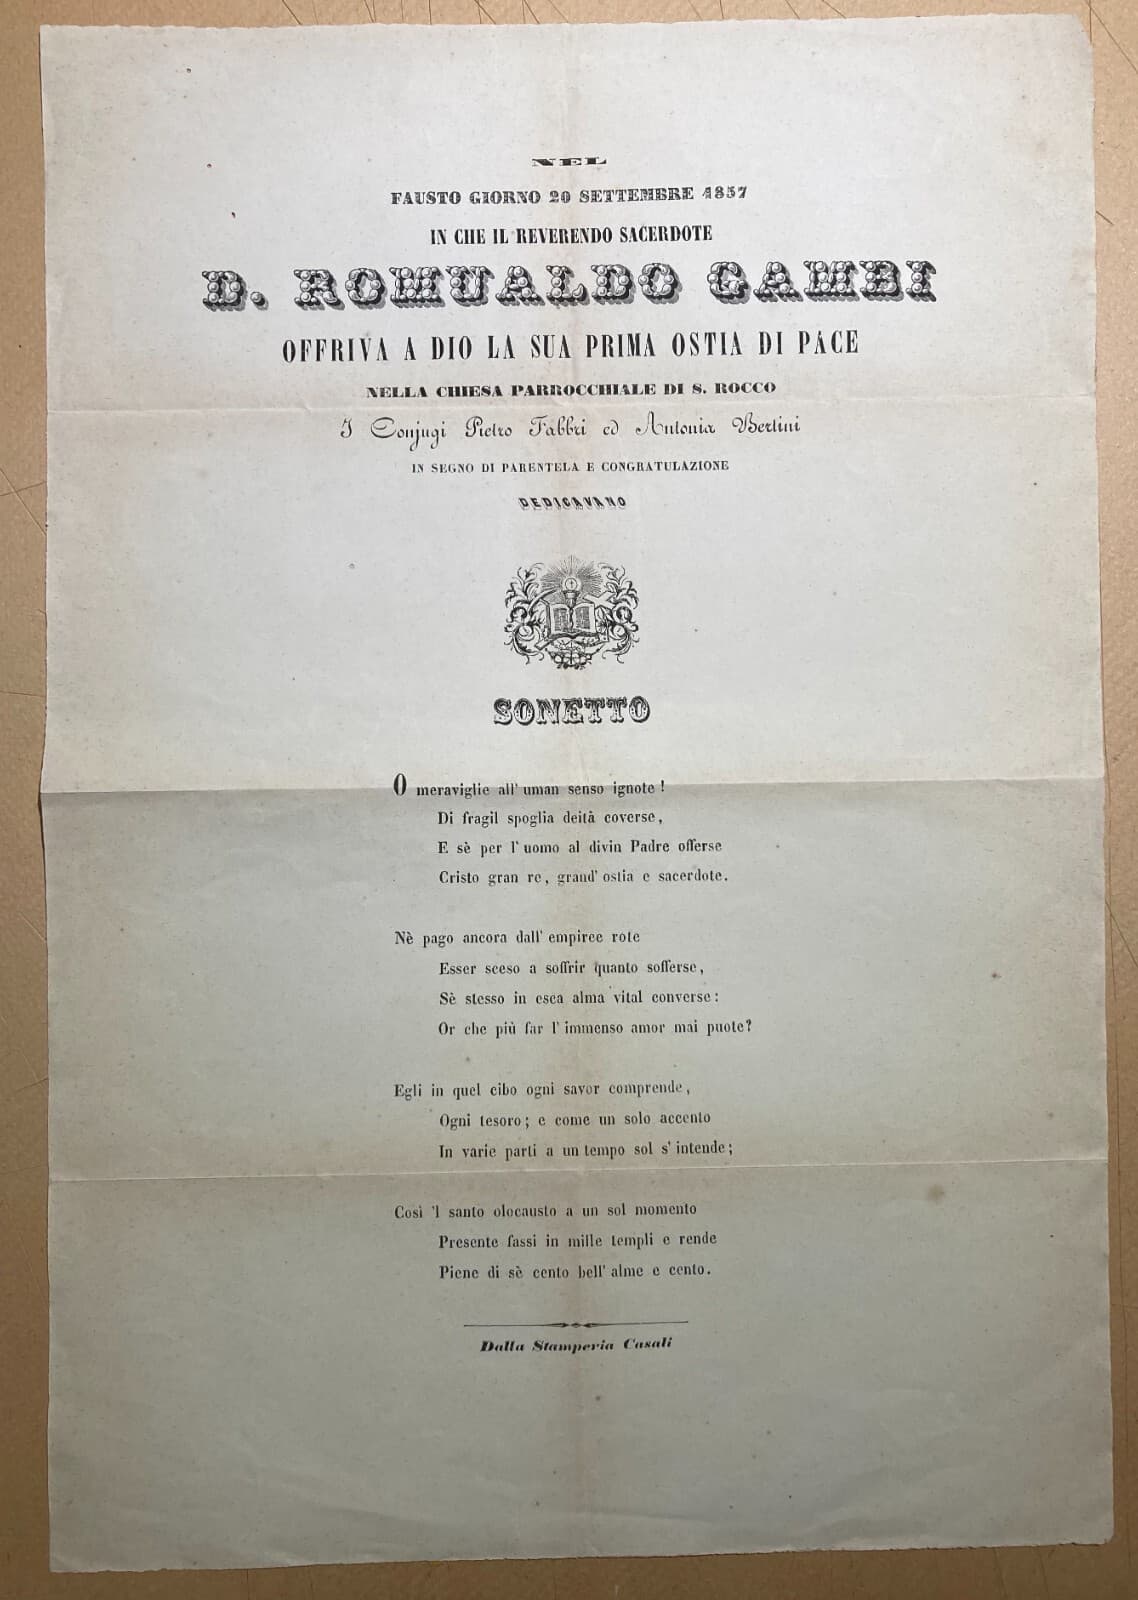 NEL
FAUSTO GIORNO 20 SETTEMBRE 1857
IN CHE IL REVERENDO SACERDOTE
D. ROMUALDO GAMBI
OFFRIVA A DIO LA SUA PRIMA OSTIA DI PACE
NELLA CHIESA PARROCCHIALE DI S. ROCCO
I Conjugi Pietro Fabbri ed Antonia Bertini
IN SEGNO DI PARENTELA E CONGRATULAZIONE
DEDICAVANO
SONETTO
O meraviglie all' uman senso ignote!
Di fragil spoglia deità coverse,
E sè per l' uomo al divin Padre offerse
Cristo gran re, grand' ostia e sacerdote.
Nè pago ancora dall' empiree rote
Esser sceso a soffrir quanto sofferse,
Sè stesso in esca alma vital converse:
Or che più far l' immenso amor mai puote?
Egli in quel cibo ogni savor comprende,
Ogni tesoro; e come un solo accento
In varie parti a un tempo sol s' intende;
Così 'l santo olocausto a un sol momento
Presente fassi in mille templi e rende
Piene di sè cento bell' alme e cento.
Dalla Stamperia Casali